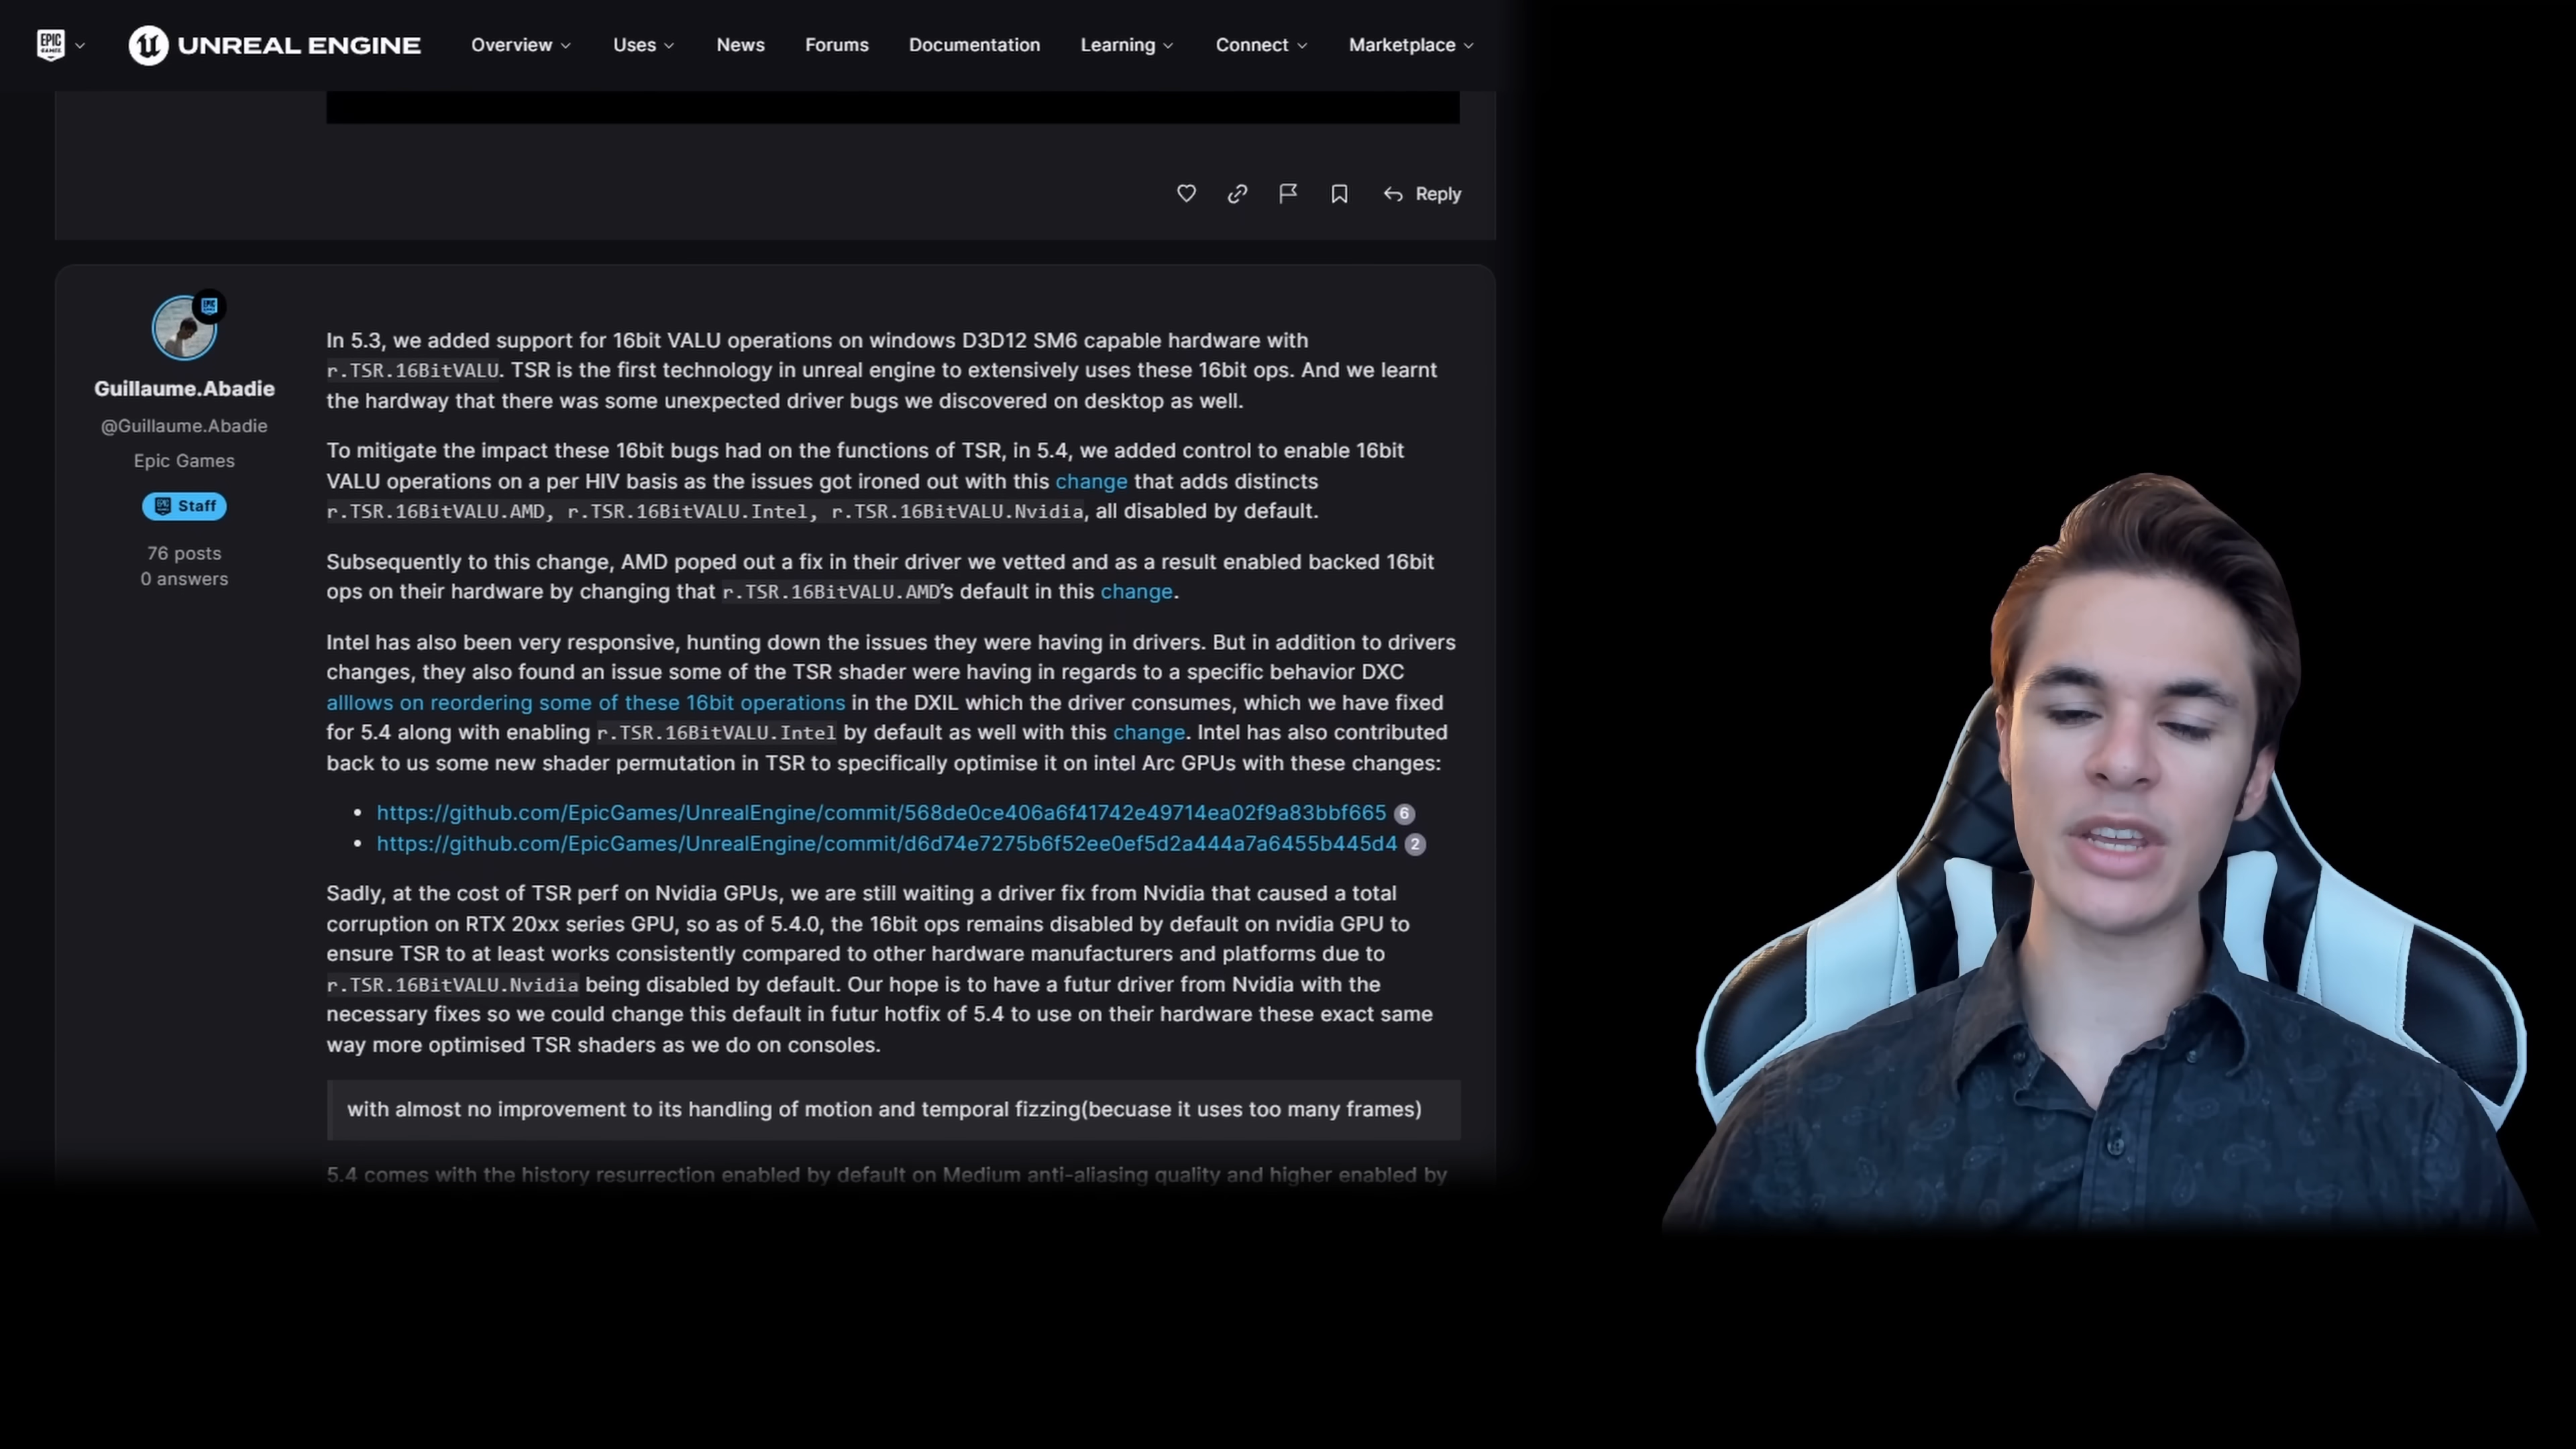 EPIC GAMES
UNREAL ENGINE
Overview
Uses
News
Forums
Documentation
Learning
Connect
Marketplace
Reply
Guillaume.Abadie
@Guillaume.Abadie
Epic Games
Staff
76 posts
0 answers
In 5.3, we added support for 16bit VALU operations on windows D3D12 SM6 capable hardware with
r.TSR.16BitVALU. TSR is the first technology in unreal engine to extensively uses these 16bit ops. And we learnt
the hardway that there was some unexpected driver bugs we discovered on desktop as well.
To mitigate the impact these 16bit bugs had on the functions of TSR, in 5.4, we added control to enable 16bit
VALU operations on a per HIV basis as the issues got ironed out with this change that adds distincts
r.TSR.16BitVALU.AMD, r.TSR.16BitVALU.Intel, r.TSR.16BitVALU.Nvidia, all disabled by default.
Subsequently to this change, AMD poped out a fix in their driver we vetted and as a result enabled backed 16bit
ops on their hardware by changing that r.TSR.16BitVALU.AMD's default in this change.
Intel has also been very responsive, hunting down the issues they were having in drivers. But in addition to drivers
changes, they also found an issue some of the TSR shader were having in regards to a specific behavior DXC
alllows on reordering some of these 16bit operations in the DXIL which the driver consumes, which we have fixed
for 5.4 along with enabling r.TSR.16BitVALU.Intel by default as well with this change. Intel has also contributed
back to us some new shader permutation in TSR to specifically optimise it on intel Arc GPUs with these changes:
• https://github.com/EpicGames/UnrealEngine/commit/568de0ce406a6f41742e49714ea02f9a83bbf665 6
• https://github.com/EpicGames/UnrealEngine/commit/d6d74e7275b6f52ee0ef5d2a444a7a6455b445d4 2
Sadly, at the cost of TSR perf on Nvidia GPUs, we are still waiting a driver fix from Nvidia that caused a total
corruption on RTX 20xx series GPU, so as of 5.4.0, the 16bit ops remains disabled by default on nvidia GPU to
ensure TSR to at least works consistently compared to other hardware manufacturers and platforms due to
r.TSR.16BitVALU.Nvidia being disabled by default. Our hope is to have a futur driver from Nvidia with the
necessary fixes so we could change this default in futur hotfix of 5.4 to use on their hardware these exact same
way more optimised TSR shaders as we do on consoles.
with almost no improvement to its handling of motion and temporal fizzing(becuase it uses too many frames)
5.4 comes with the history resurrection enabled by default on Medium anti-aliasing quality and higher enabled by